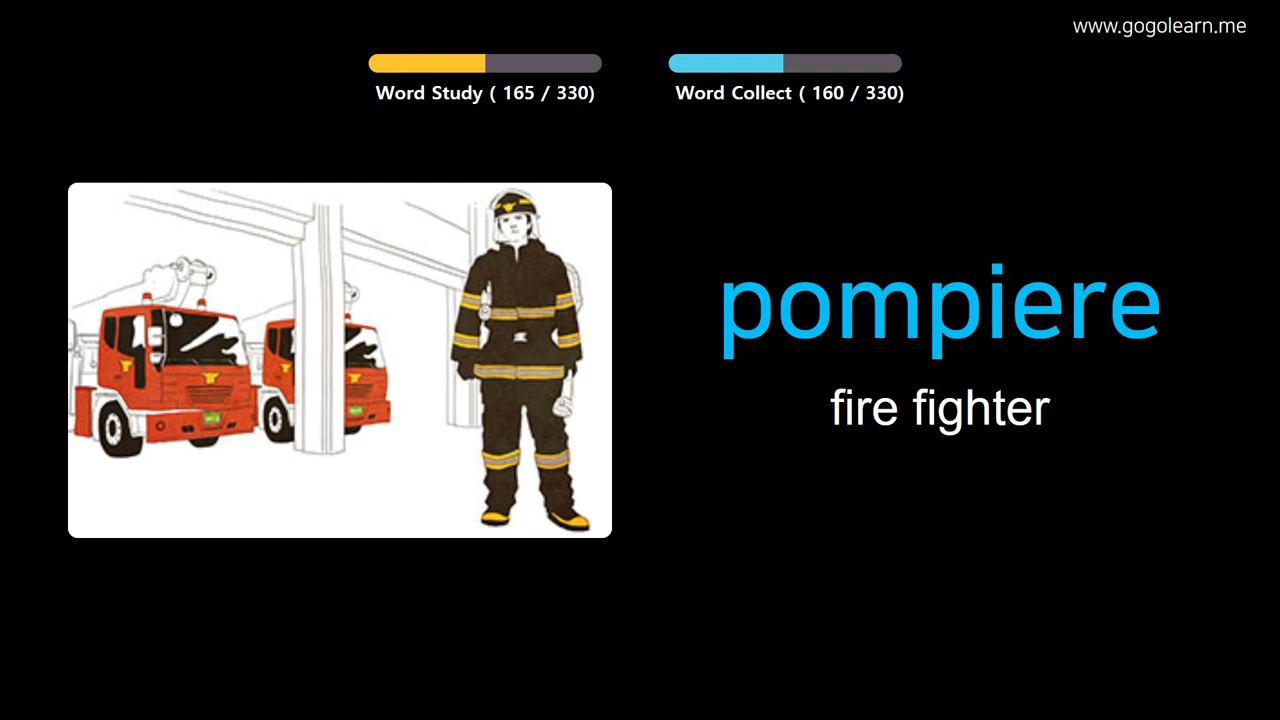 www.gogolearn.me
Word Study ( 165 / 330)
Word Collect ( 160 / 330)
pompiere
fire fighter